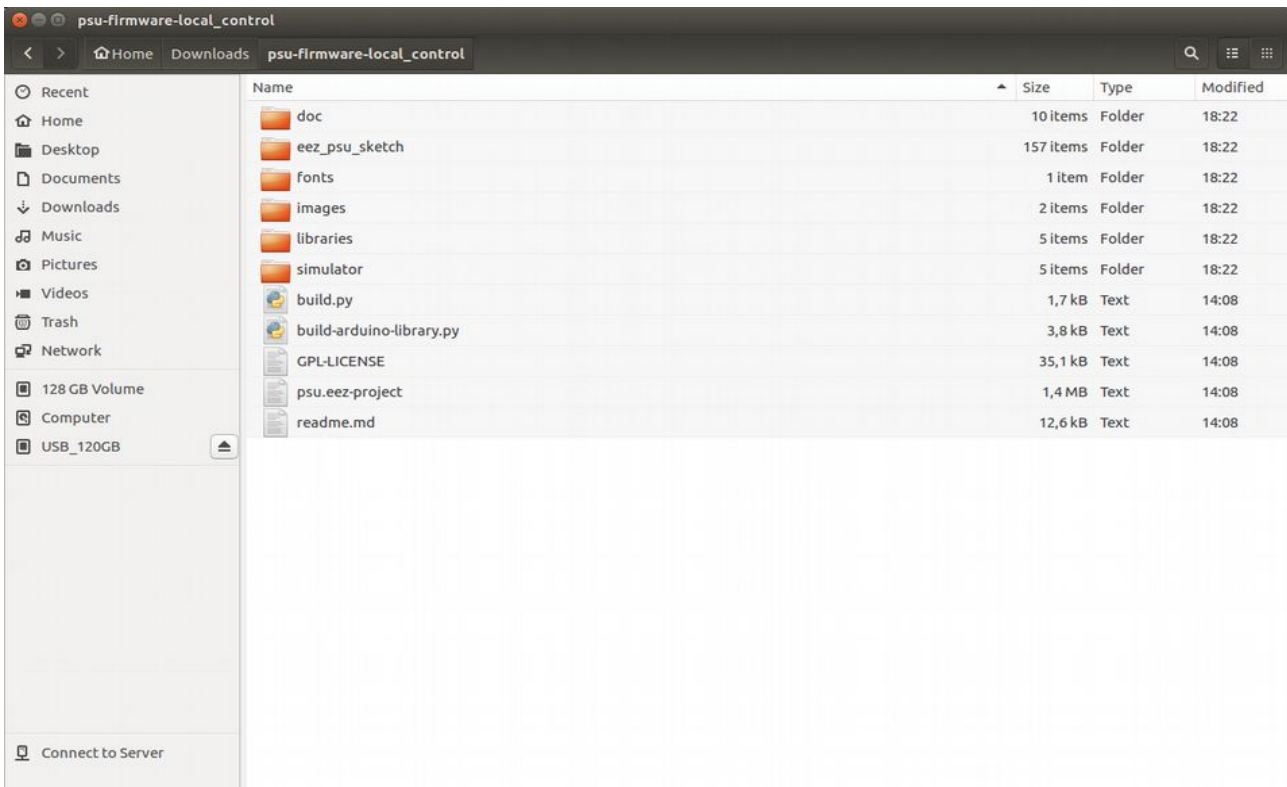 psu-firmware-local_control
Home Downloads psu-firmware-local_control
Recent
Home
Desktop
Documents
Downloads
Music
Pictures
Videos
Trash
Network
128 GB Volume
Computer
USB_120GB
Connect to Server
Name Size Type Modified
doc 10 items Folder 18:22
eez_psu_sketch 157 items Folder 18:22
fonts 1 item Folder 18:22
images 2 items Folder 18:22
libraries 5 items Folder 18:22
simulator 5 items Folder 18:22
build.py 1,7 kB Text 14:08
build-arduino-library.py 3,8 kB Text 14:08
GPL-LICENSE 35,1 kB Text 14:08
psu.eez-project 1,4 MB Text 14:08
readme.md 12,6 kB Text 14:08